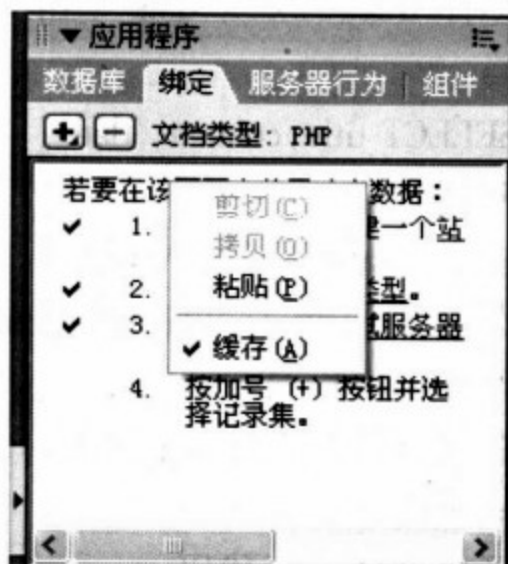 应用程序
数据库 绑定 服务器行为 组件
文档类型: PHP
若要在该
数据:
1.
一个站
2.
类型。
3.
服务器
剪切(C)
拷贝(O)
粘贴(P)
✔ 缓存(A)
4. 按加号 (+) 按钮并选
择记录集。